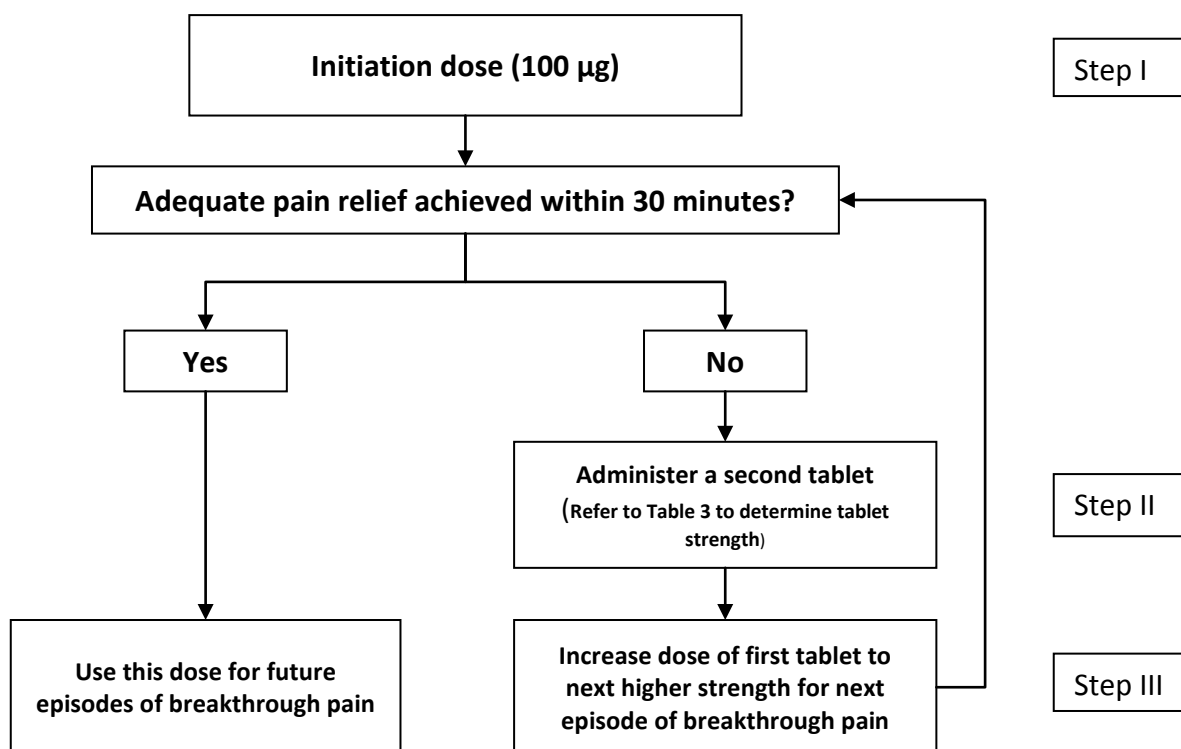 Initiation dose (100 µg)
Step I
Adequate pain relief achieved within 30 minutes?
Yes
No
Administer a second tablet
(Refer to Table 3 to determine tablet
strength)
Step II
Use this dose for future
episodes of breakthrough pain
Increase dose of first tablet to
next higher strength for next
episode of breakthrough pain
Step III